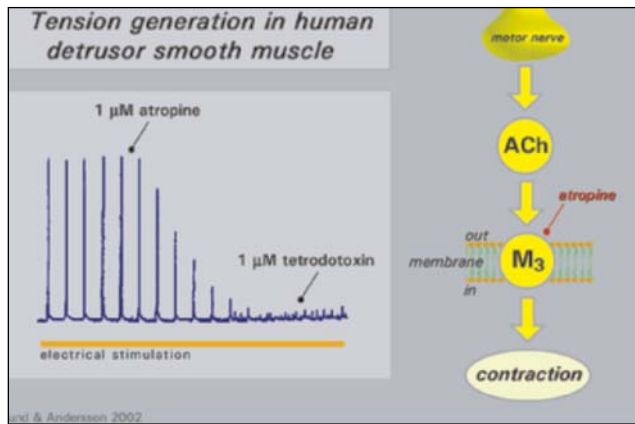 Tension generation in human
detrusor smooth muscle
1 µM atropine
1 µM tetrodotoxin
electrical stimulation
& Andersson 2002
motor nerve
ACh
atropine
out
membrane
M₃
in
contraction